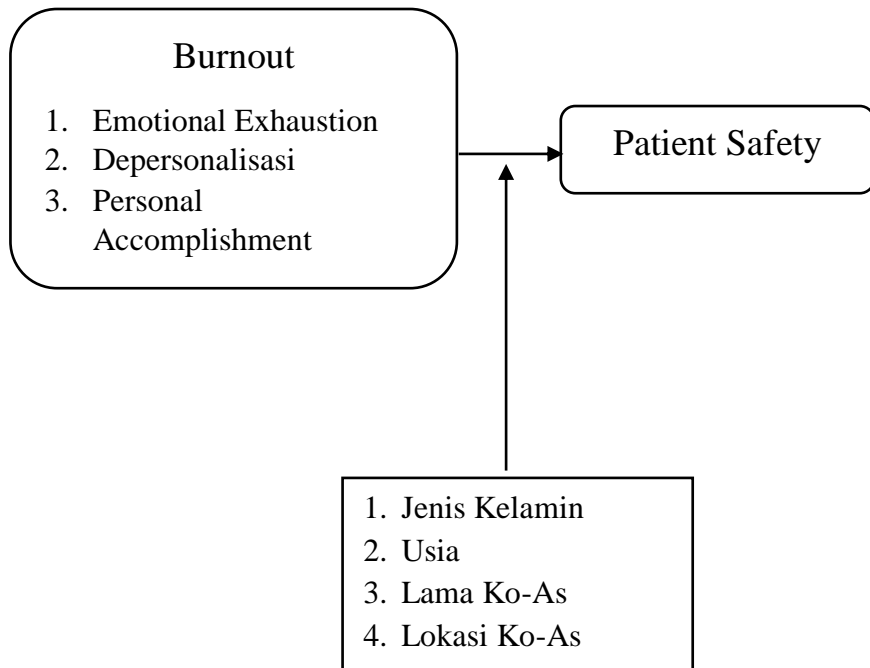 Burnout
1. Emotional Exhaustion
2. Depersonalisasi
3. Personal
Accomplishment
Patient Safety
1. Jenis Kelamin
2. Usia
3. Lama Ko-As
4. Lokasi Ko-As